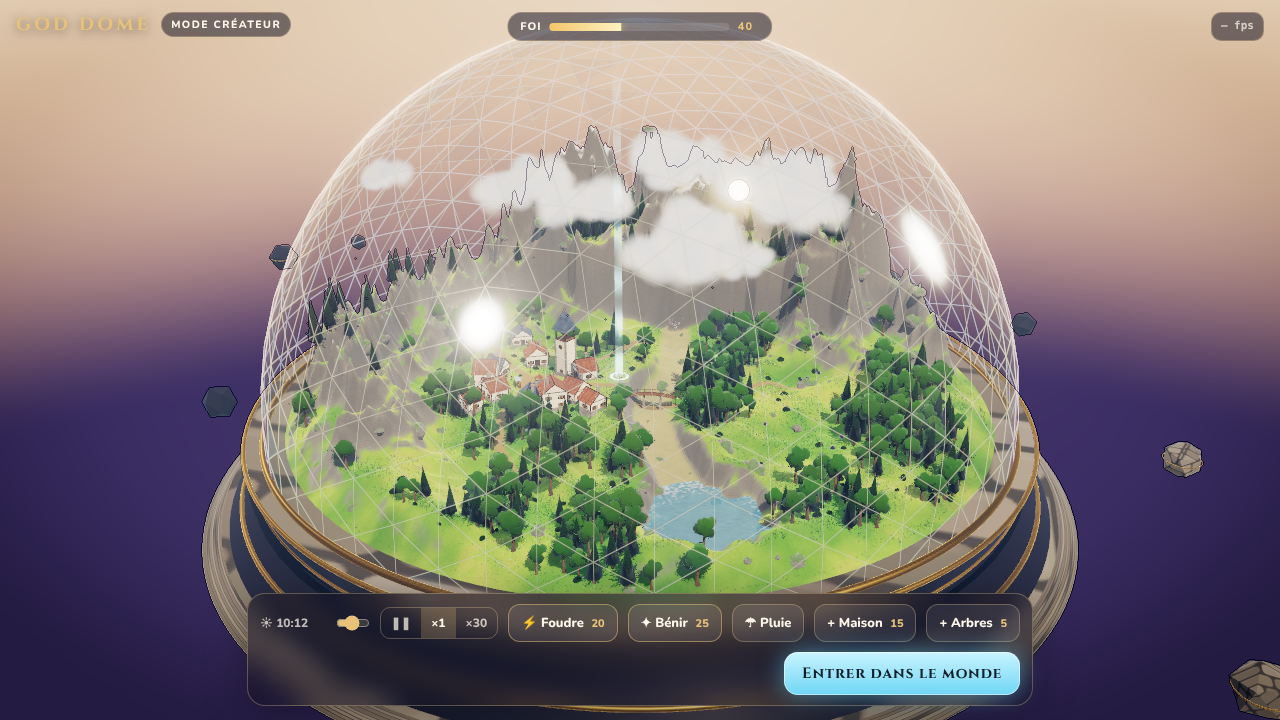 GOD DOME MODE CRÉATEUR FOI 40 — fps
☀ 10:12 ❚❚ ×1 ×30 ⚡ Foudre 20 ✦ Bénir 25 ☂ Pluie + Maison 15 + Arbres 5
Entrer dans le monde